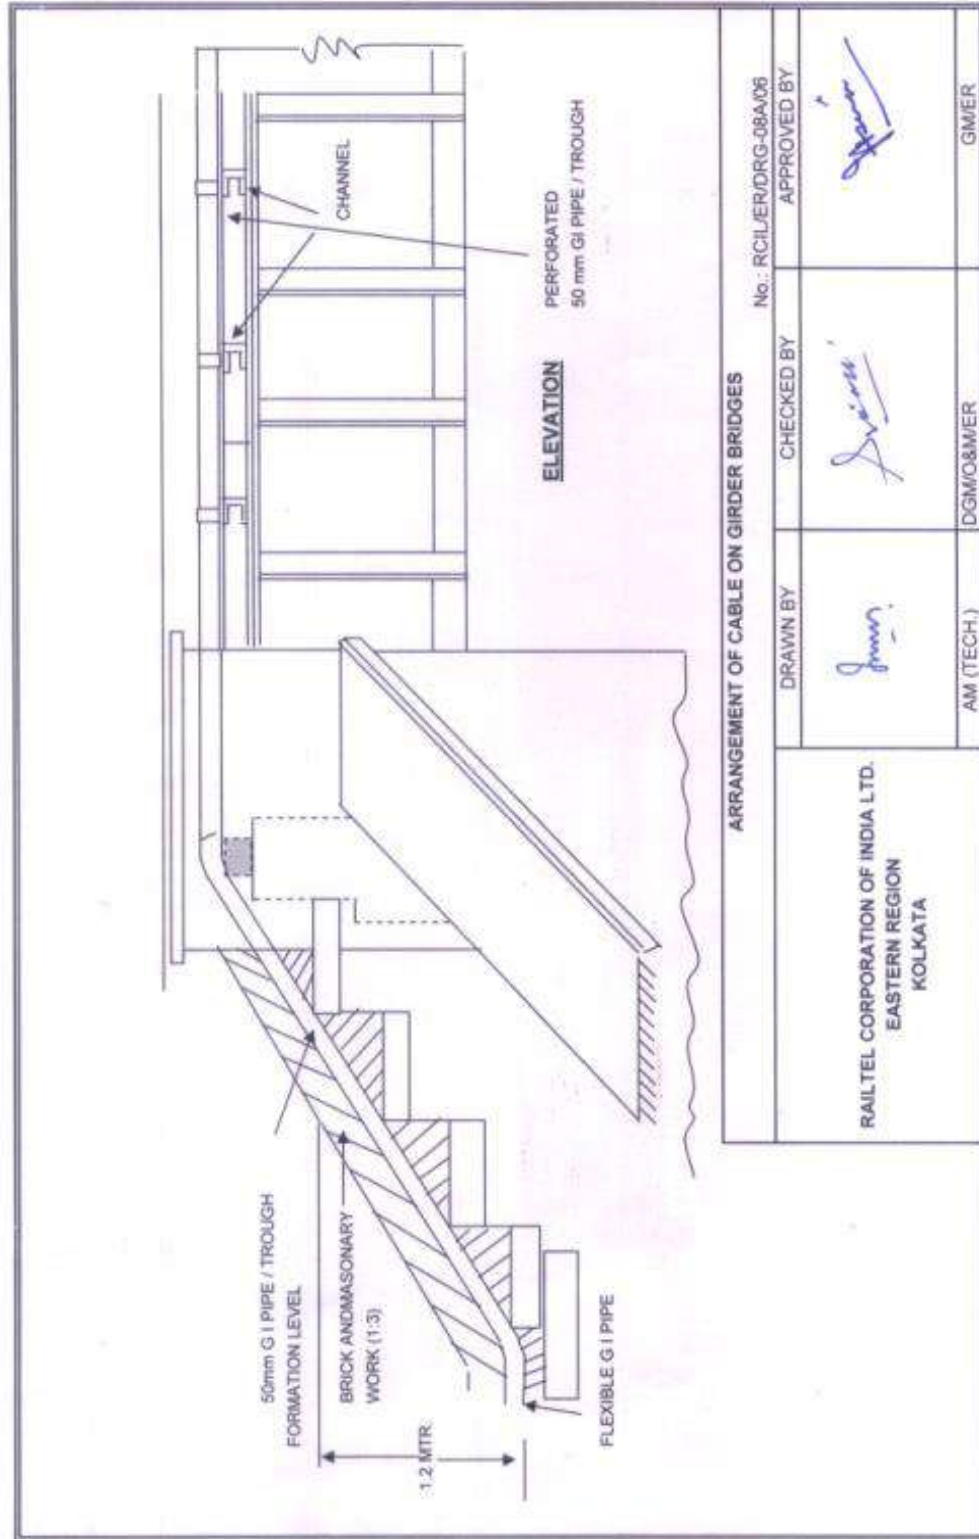 50mm G I PIPE / TROUGH
FORMATION LEVEL
BRICK ANDMASONARY
WORK (1:3)
1.2 MTR.
FLEXIBLE G I PIPE
CHANNEL
PERFORATED
50 mm GI PIPE / TROUGH
ELEVATION
ARRANGEMENT OF CABLE ON GIRDER BRIDGES
No.: RCIL/ER/DRG-08A/06
RAILTEL CORPORATION OF INDIA LTD.
EASTERN REGION
KOLKATA
DRAWN BY
CHECKED BY
APPROVED BY
AM (TECH.)
DGM/O&M/ER
GM/ER